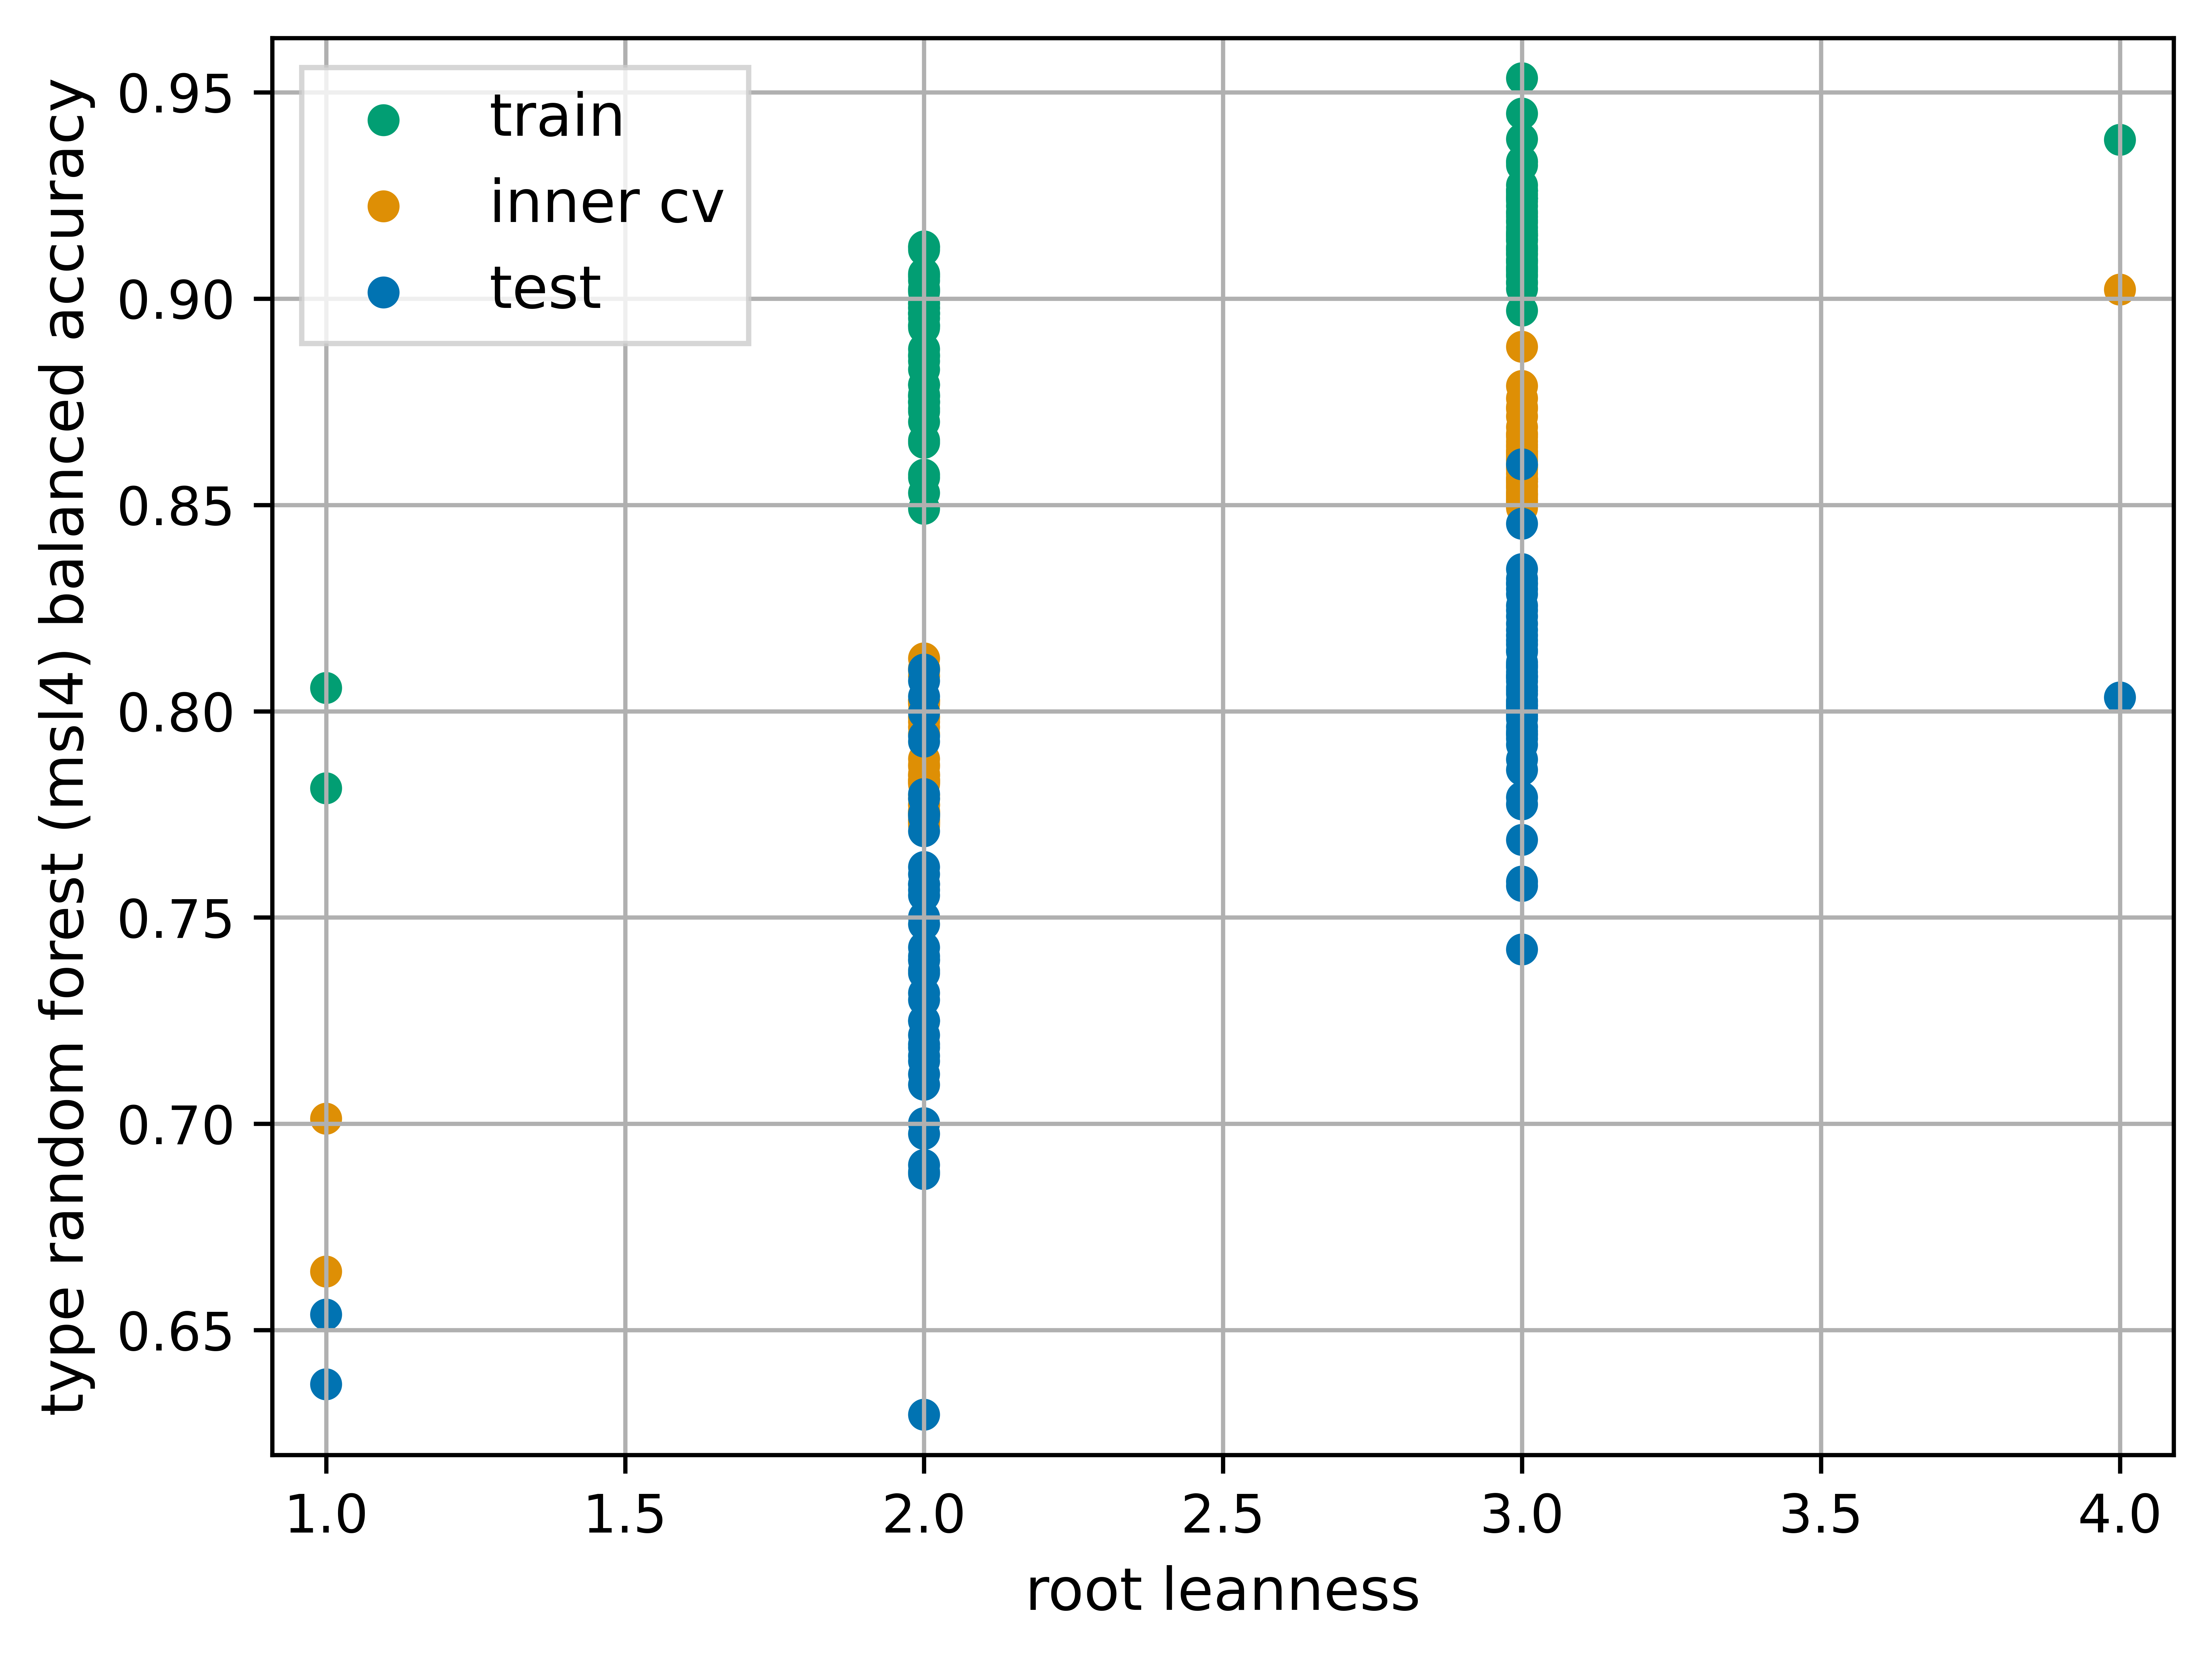 type random forest (msl4) balanced accuracy
0.95
0.90
0.85
0.80
0.75
0.70
0.65
train
inner cv
test
1.0 1.5 2.0 2.5 3.0 3.5 4.0
root leanness